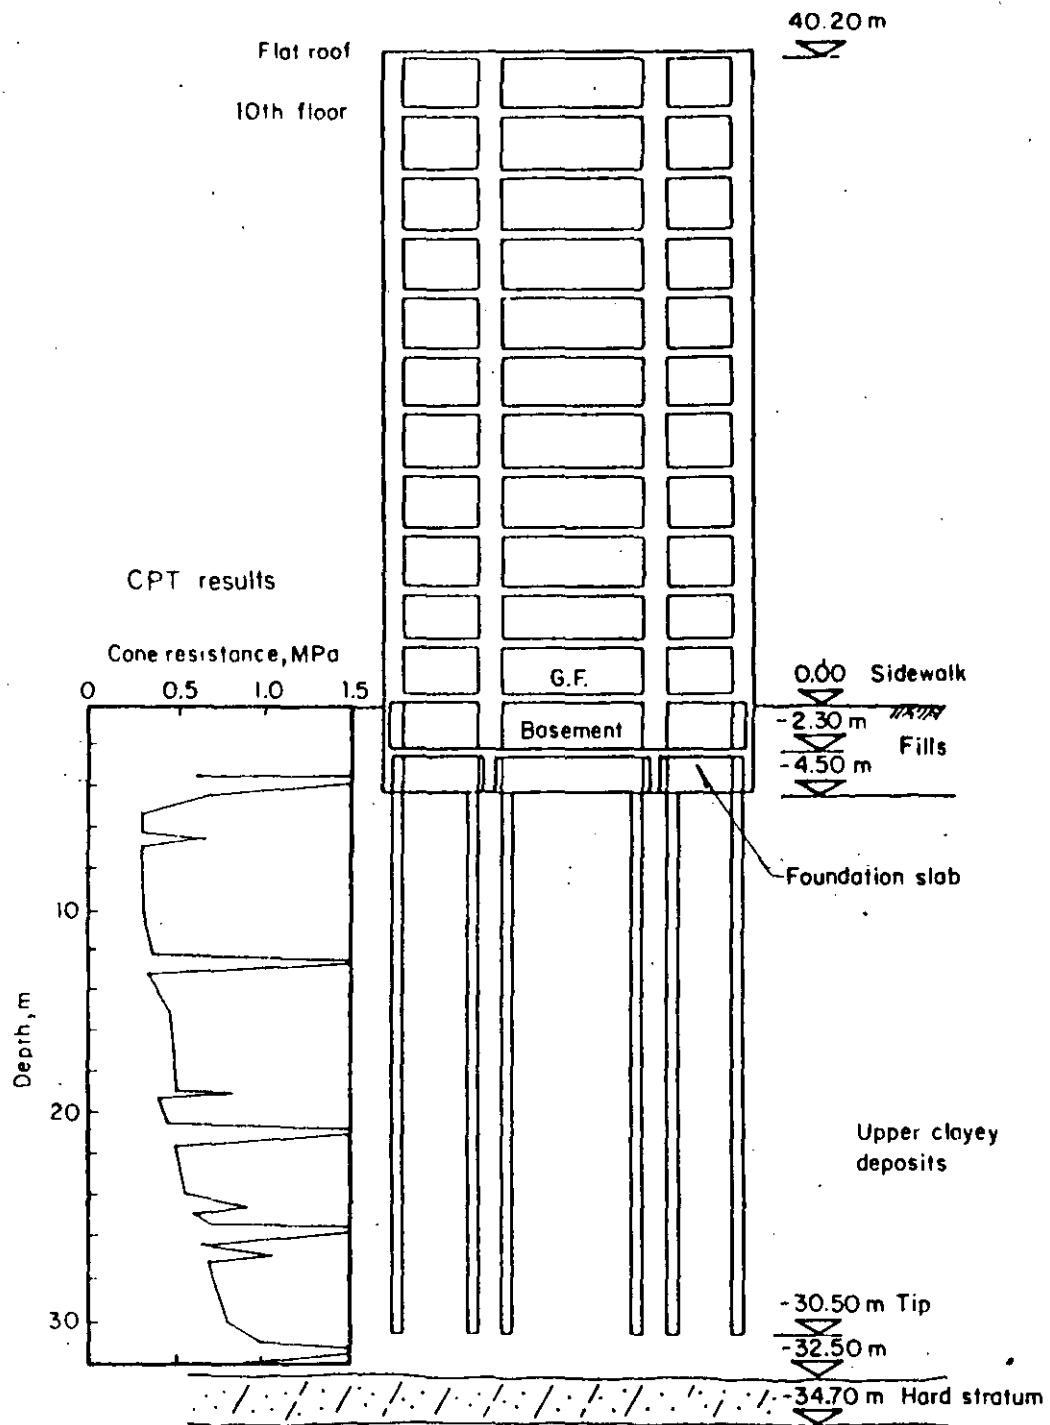 40.20 m
Flat roof
10th floor
CPT results
Cone resistance, MPa
0 0.5 1.0 1.5
G.F.
Basement
0.00 Sidewalk
-2.30 m
Fills
-4.50 m
Foundation slab
10
Depth, m
20
30
Upper clayey
deposits
-30.50 m Tip
-32.50 m
-34.70 m Hard stratum